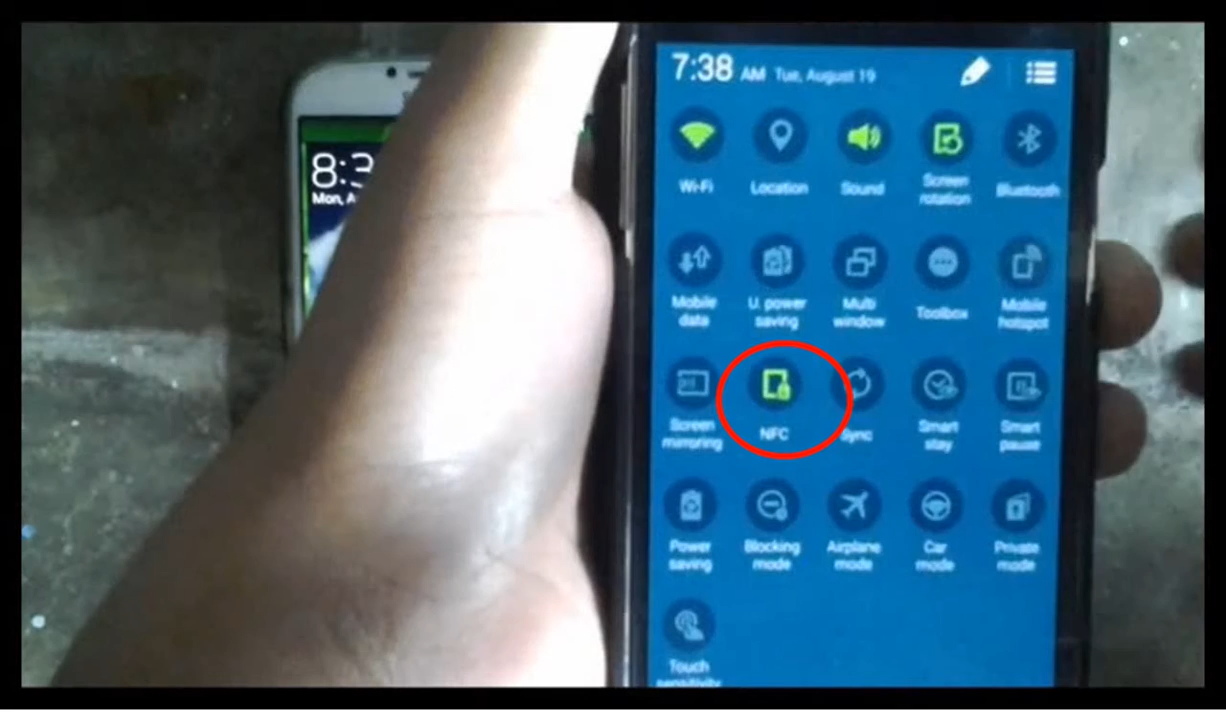 7:38 AM Tue, August 19
8:3
Mon, A
Wi-Fi Location Sound Screen rotation Bluetooth
Mobile data U. power saving Multi window Toolbox Mobile hotspot
Screen mirroring NFC Sync Smart stay Smart pause
Power saving Blocking mode Airplane mode Car mode Private mode
Touch sensitivity